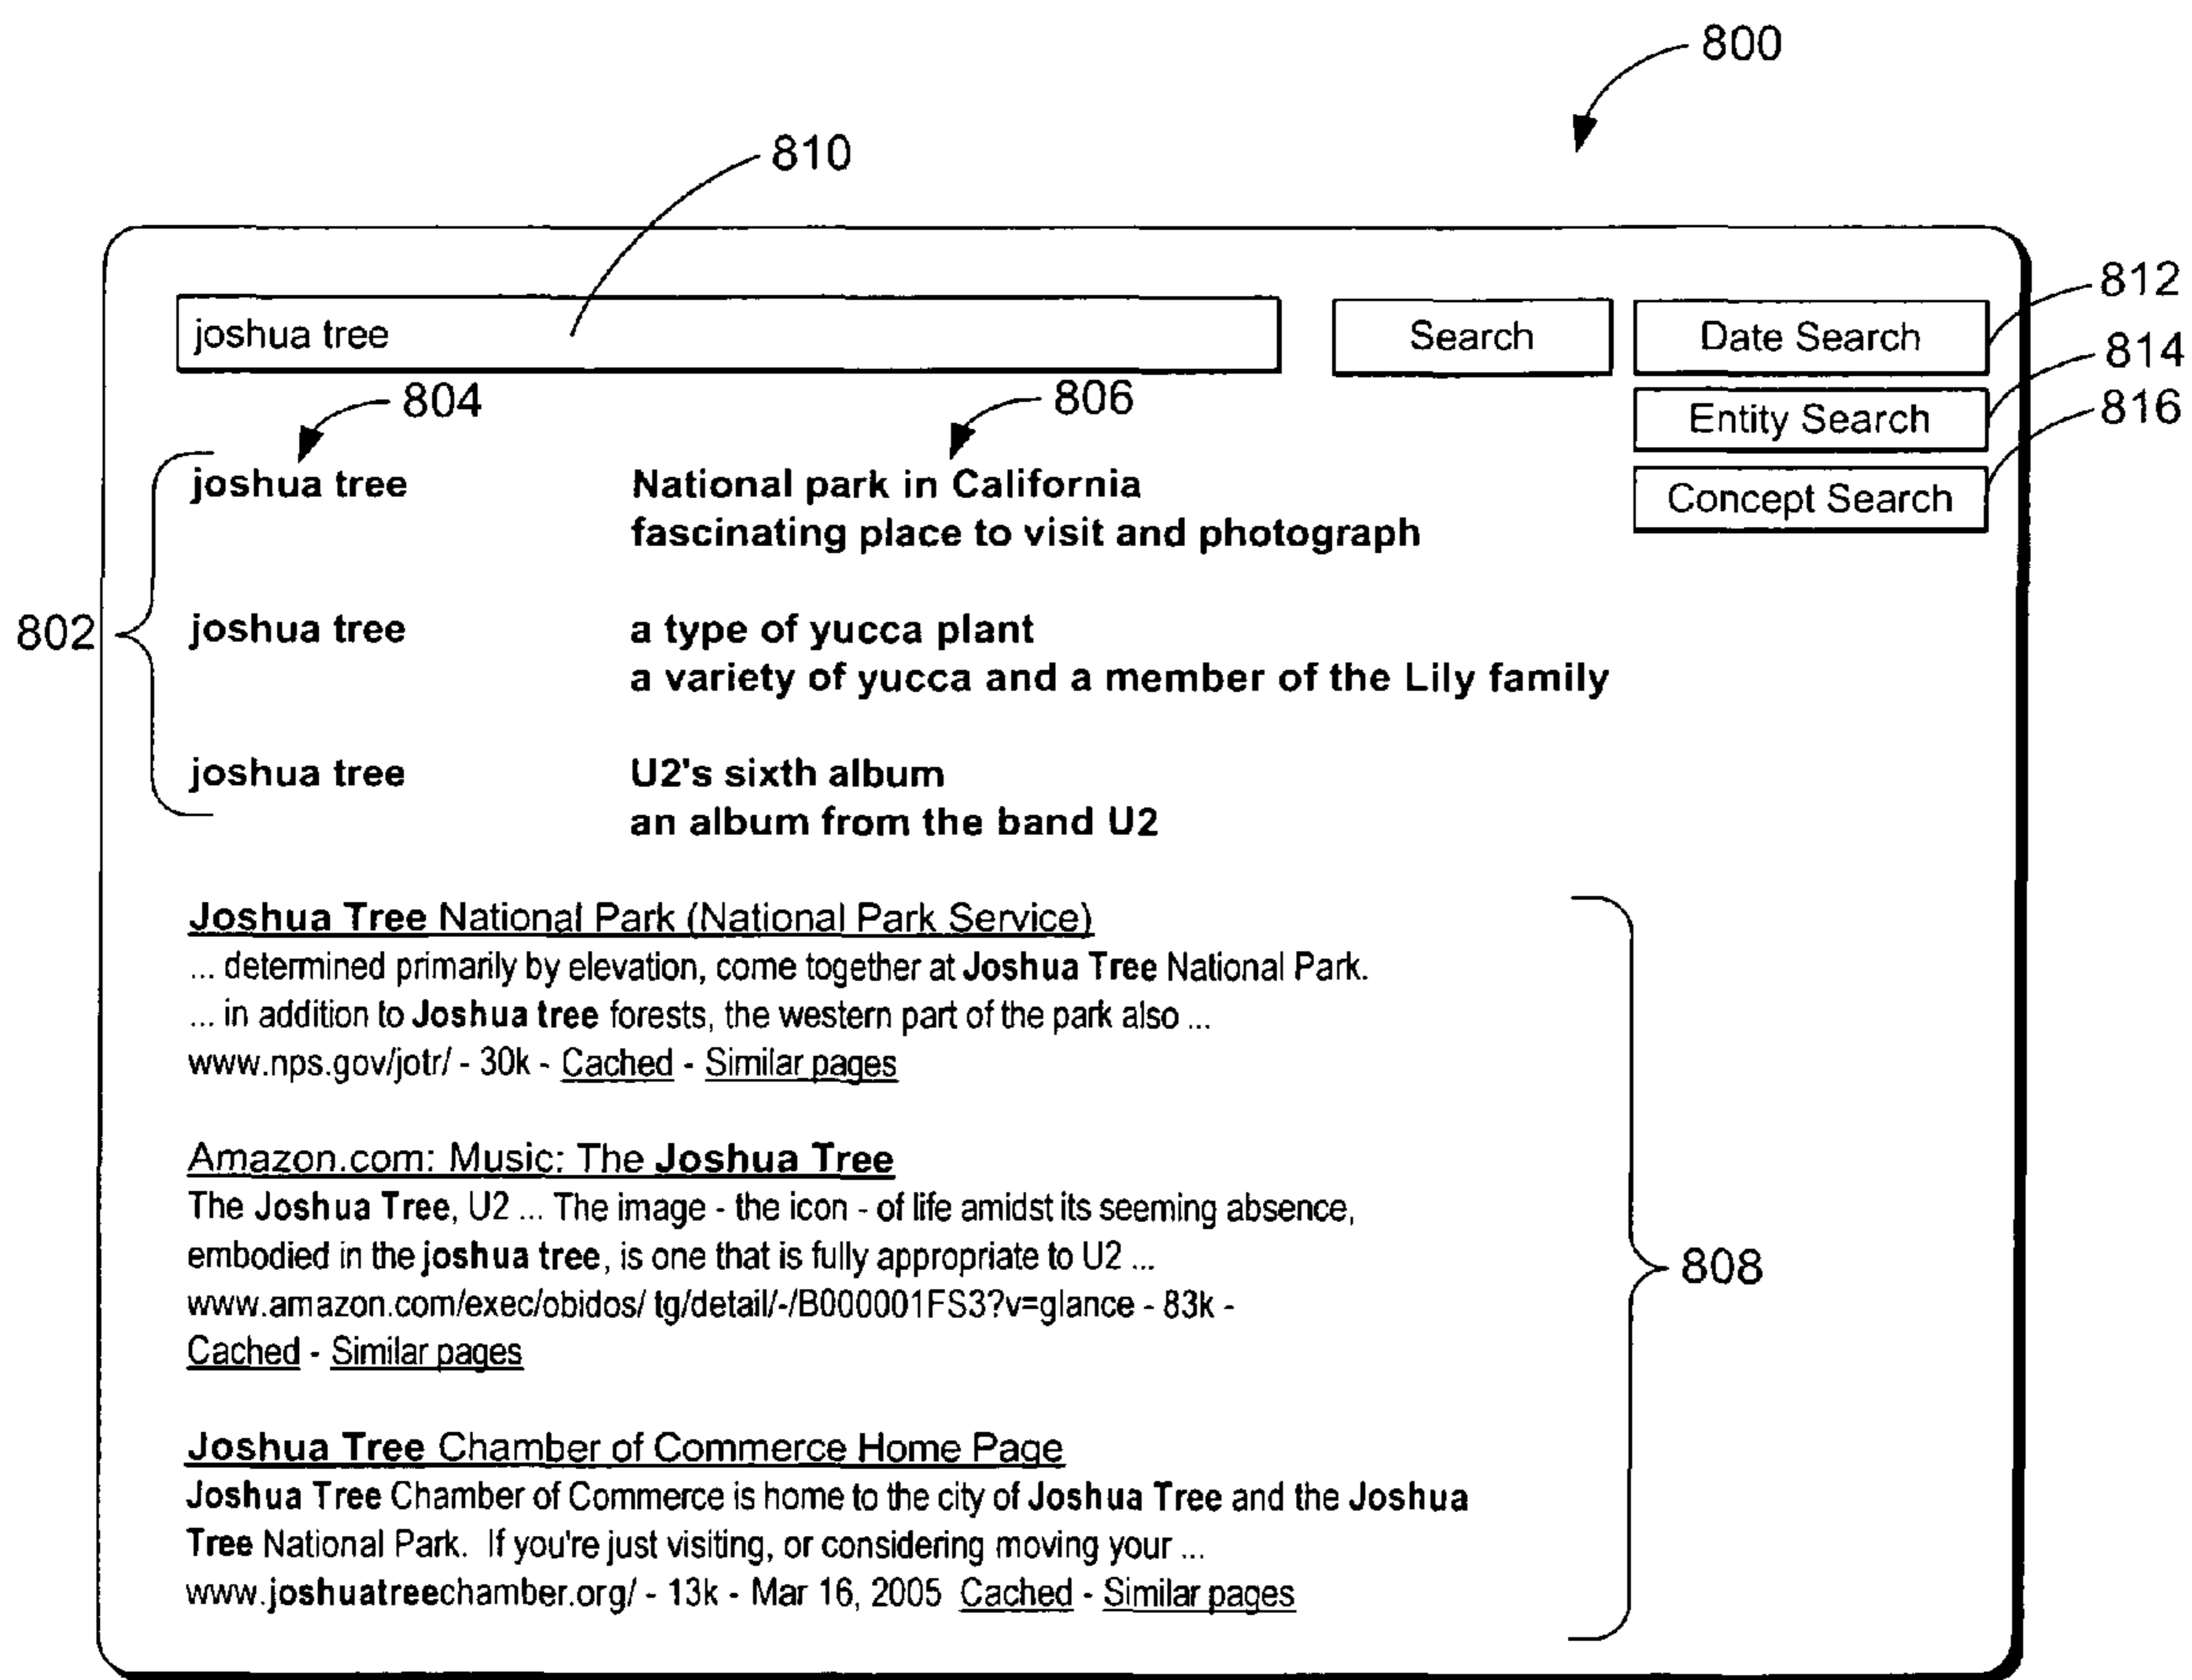 800
810
812
joshua tree
Search
Date Search
814
804
806
816
Entity Search
joshua tree
National park in California
Concept Search
fascinating place to visit and photograph
802
joshua tree
a type of yucca plant
a variety of yucca and a member of the Lily family
joshua tree
U2's sixth album
an album from the band U2
Joshua Tree National Park (National Park Service)
... determined primarily by elevation, come together at Joshua Tree National Park.
... in addition to Joshua tree forests, the western part of the park also ...
www.nps.gov/jotr/ - 30k - Cached - Similar pages
Amazon.com: Music: The Joshua Tree
The Joshua Tree, U2 ... The image - the icon - of life amidst its seeming absence,
embodied in the joshua tree, is one that is fully appropriate to U2 ...
808
www.amazon.com/exec/obidos/ tg/detail/-/B000001FS3?v=glance - 83k -
Cached - Similar pages
Joshua Tree Chamber of Commerce Home Page
Joshua Tree Chamber of Commerce is home to the city of Joshua Tree and the Joshua
Tree National Park. If you're just visiting, or considering moving your ...
www.joshuatreechamber.org/ - 13k - Mar 16, 2005 Cached - Similar pages